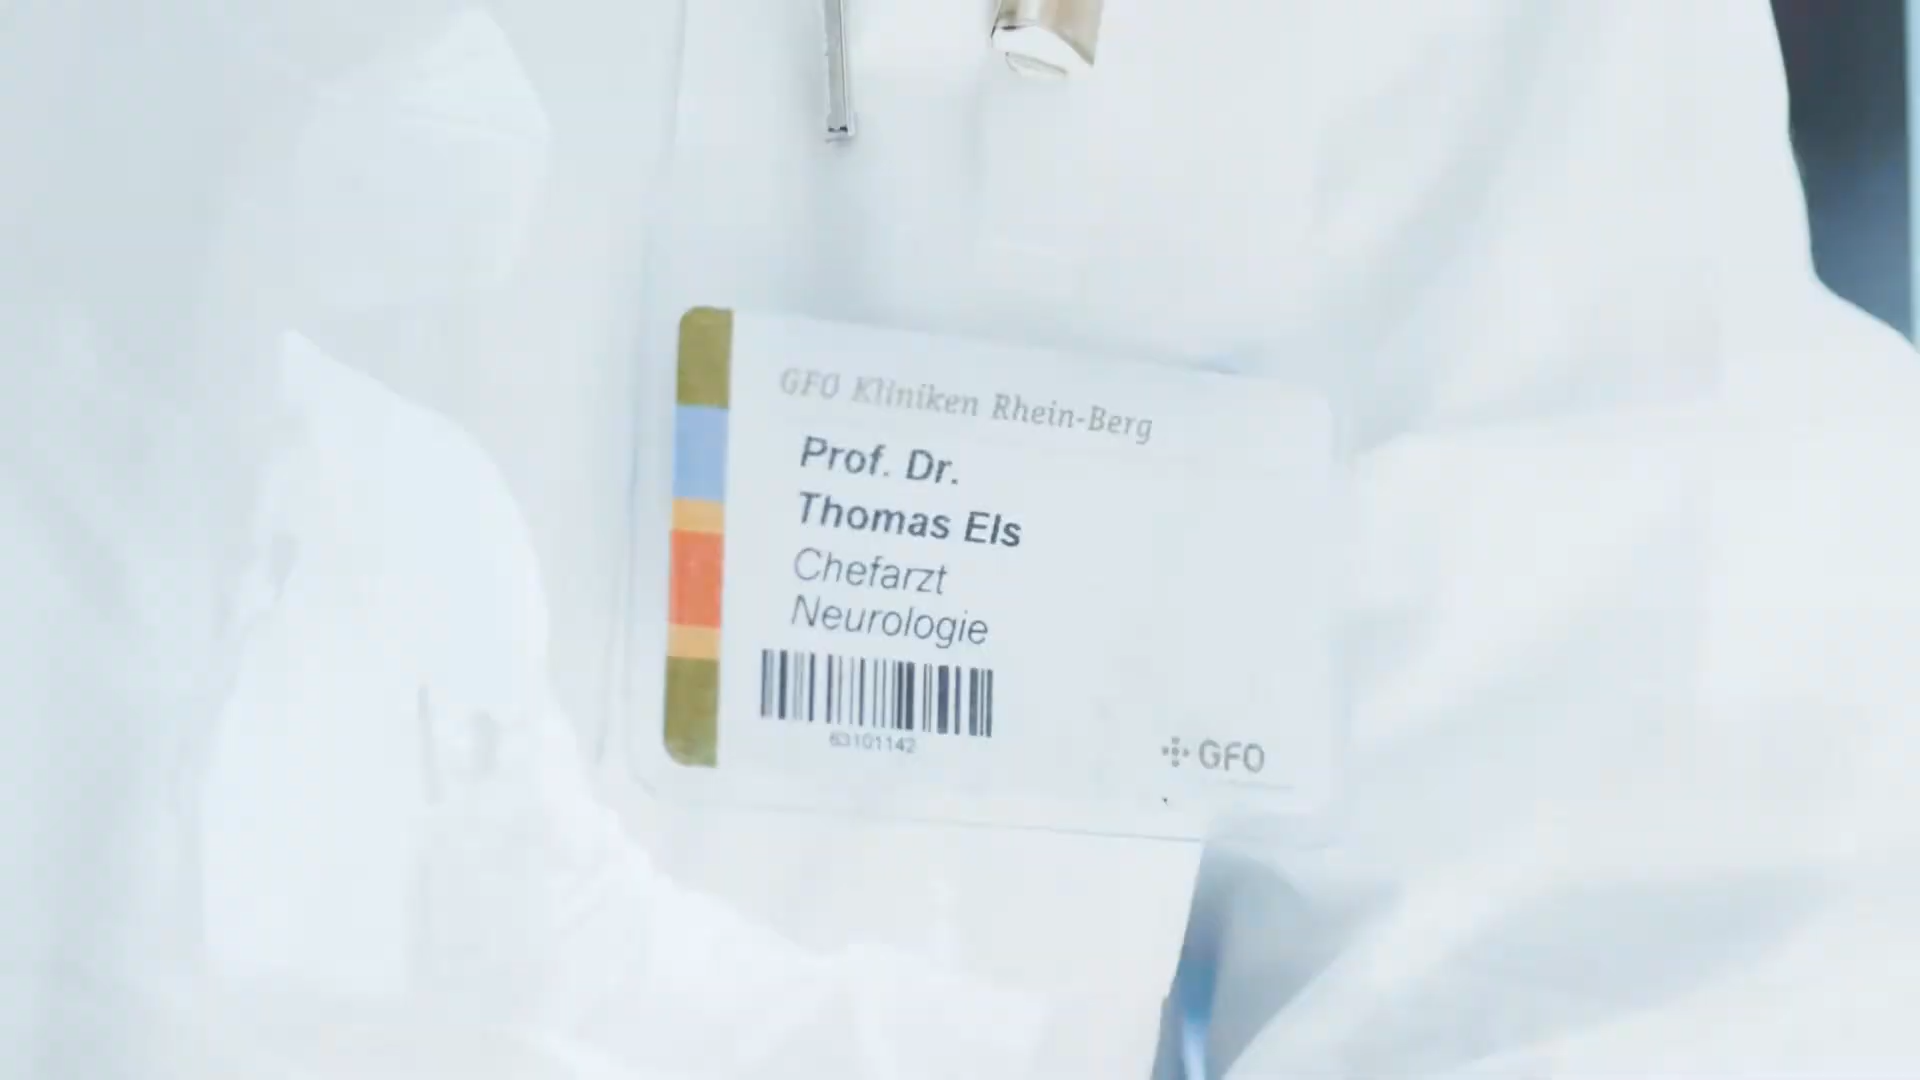 GFO Kliniken Rhein-Berg
Prof. Dr.
Thomas Els
Chefarzt
Neurologie
63101142
GFO